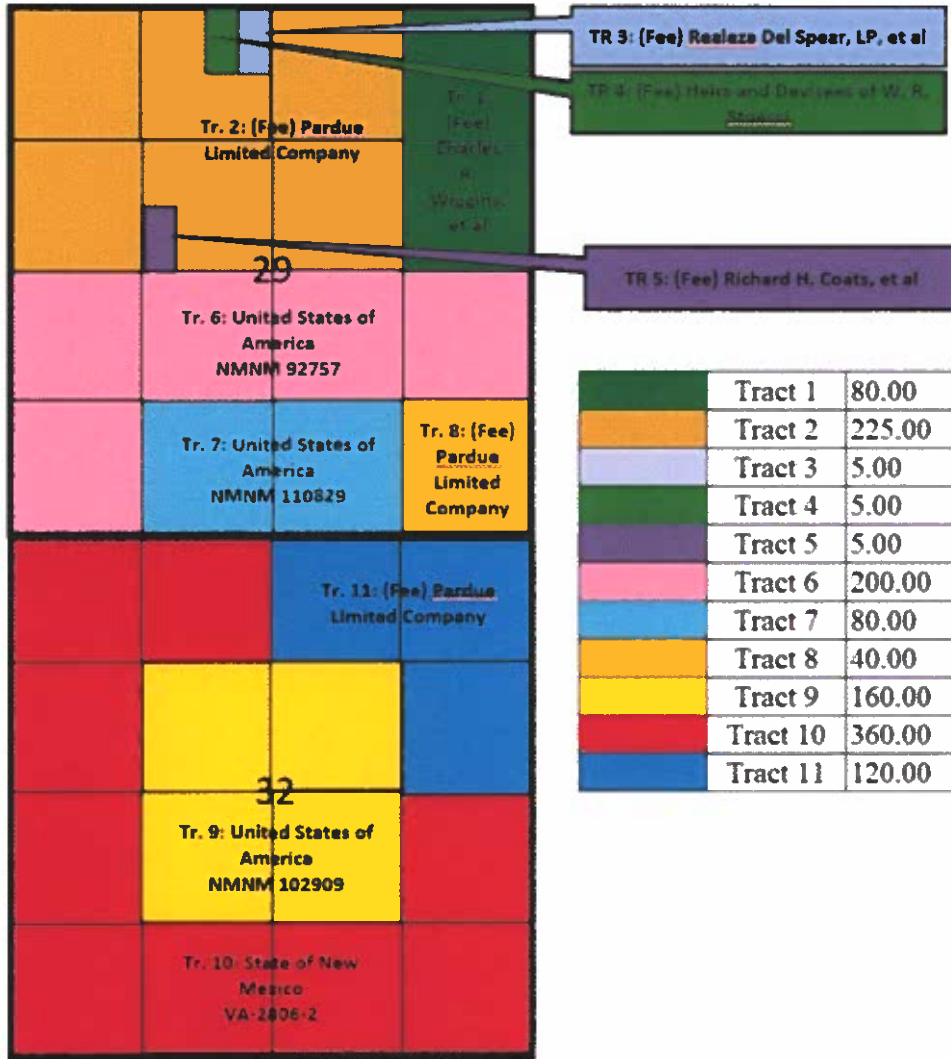 TR 3: (Fee) Realeza Del Spear, LP, et al
TR 4: (Fee) Heirs and Devisees of W. R.
Tr. 1:
(Fee)
Charles
R.
Wiggins,
et al
Tr. 2: (Fee) Pardue
Limited Company
TR 5: (Fee) Richard H. Coats, et al
29
Tr. 6: United States of
America
NMNM 92757
Tr. 7: United States of
America
NMNM 110829
Tr. 8: (Fee)
Pardue
Limited
Company
Tr. 11: (Fee) Pardue
Limited Company
32
Tr. 9: United States of
America
NMNM 102909
Tr. 10: State of New
Mexico
VA-2806-2
Tract 1 80.00
Tract 2 225.00
Tract 3 5.00
Tract 4 5.00
Tract 5 5.00
Tract 6 200.00
Tract 7 80.00
Tract 8 40.00
Tract 9 160.00
Tract 10 360.00
Tract 11 120.00